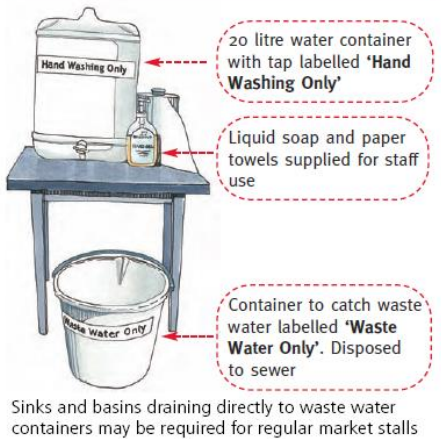 Hand Washing Only
20 litre water container
with tap labelled ‘Hand
Washing Only’
Liquid soap and paper
towels supplied for staff
use
Waste Water Only
Container to catch waste
water labelled ‘Waste
Water Only’. Disposed
to sewer
Sinks and basins draining directly to waste water
containers may be required for regular market stalls